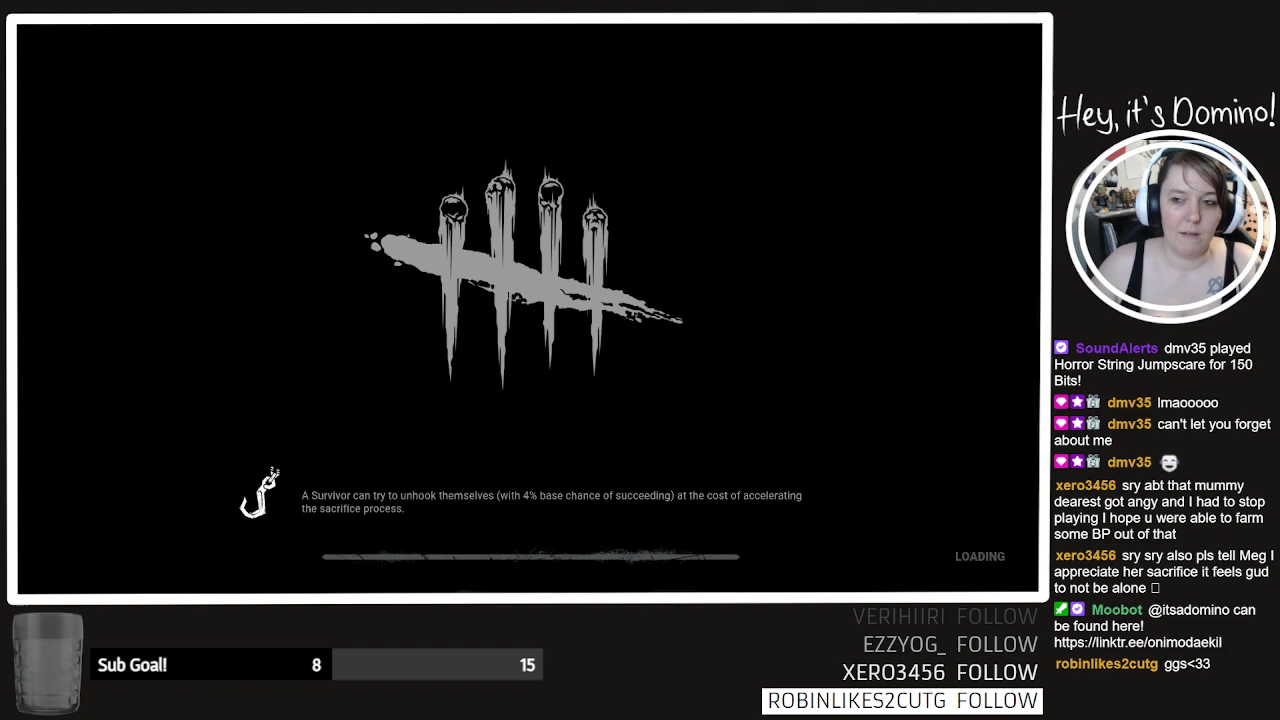 Hey, it's Domino!
SoundAlerts dmv35 played
Horror String Jumpscare for 150
Bits!
dmv35 lmaooooo
dmv35 can't let you forget
about me
dmv35
xero3456 sry abt that mummy
dearest got angy and I had to stop
playing I hope u were able to farm
some BP out of that
xero3456 sry sry also pls tell Meg I
appreciate her sacrifice it feels gud
to not be alone
Moobot @itsadomino can
be found here!
https://linktr.ee/onimodaekil
robinlikes2cutg ggs<33
A Survivor can try to unhook themselves (with 4% base chance of succeeding) at the cost of accelerating
the sacrifice process.
LOADING
VERIHIIRI FOLLOW
EZZYOG_ FOLLOW
XERO3456 FOLLOW
ROBINLIKES2CUTG FOLLOW
Sub Goal! 8 15